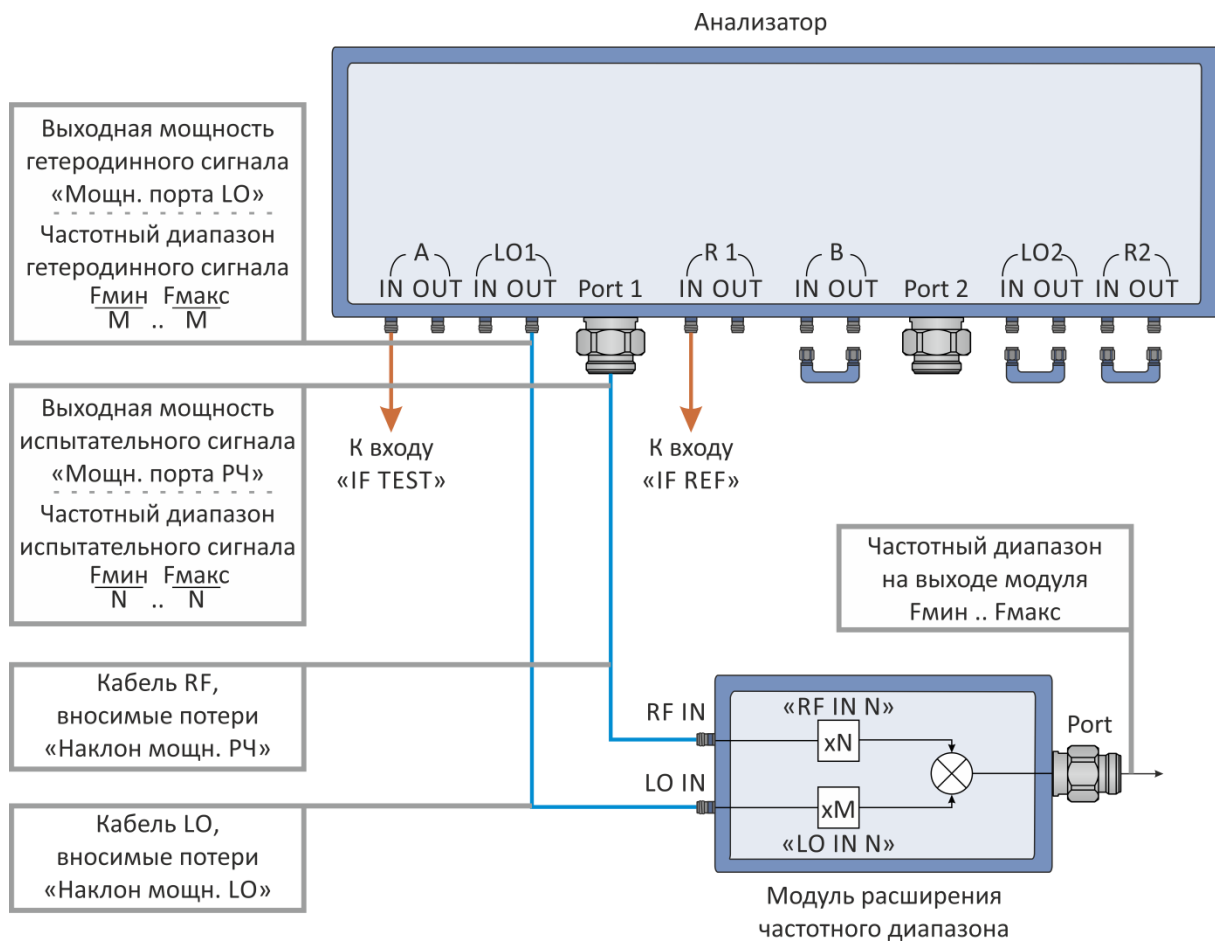 Анализатор
Выходная мощность
гетеродинного сигнала
«Мощн. порта LO»
Частотный диапазон
гетеродинного сигнала
Fмин Fмакс
M .. M
A LO1 R 1 B LO2 R2
IN OUT IN OUT Port 1 IN OUT IN OUT Port 2 IN OUT IN OUT
Выходная мощность
испытательного сигнала
«Мощн. порта РЧ»
Частотный диапазон
испытательного сигнала
Fмин Fмакс
N .. N
К входу
«IF TEST»
К входу
«IF REF»
Частотный диапазон
на выходе модуля
Fмин .. Fмакс
Кабель RF,
вносимые потери
«Наклон мощн. РЧ»
Кабель LO,
вносимые потери
«Наклон мощн. LO»
RF IN
«RF IN N»
xN
Port
LO IN
xM
«LO IN N»
Модуль расширения
частотного диапазона